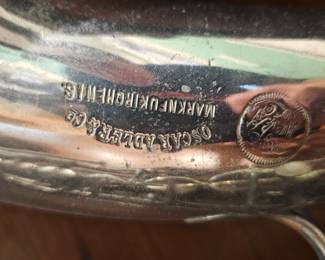 OSCAR ADLER & Co
MARKNEUKIRCHEN i/S.